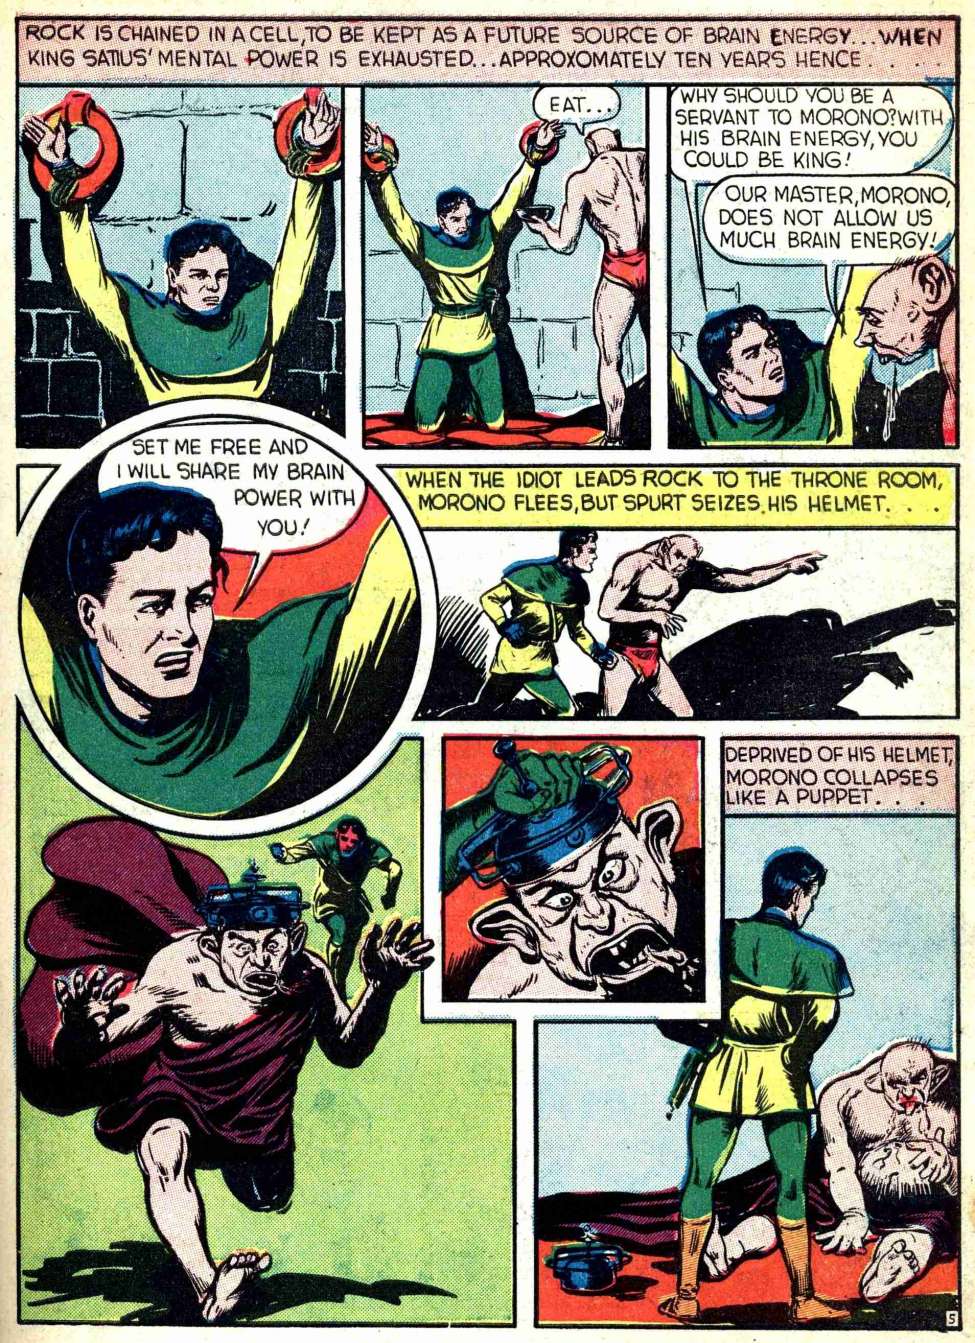 ROCK IS CHAINED IN A CELL, TO BE KEPT AS A FUTURE SOURCE OF BRAIN ENERGY... WHEN
KING SATIUS' MENTAL POWER IS EXHAUSTED... APPROXOMATELY TEN YEARS HENCE . . . .
EAT...
WHY SHOULD YOU BE A
SERVANT TO MORONO? WITH
HIS BRAIN ENERGY, YOU
COULD BE KING!
OUR MASTER, MORONO,
DOES NOT ALLOW US
MUCH BRAIN ENERGY!
SET ME FREE AND
I WILL SHARE MY BRAIN
POWER WITH
YOU!
WHEN THE IDIOT LEADS ROCK TO THE THRONE ROOM,
MORONO FLEES, BUT SPURT SEIZES HIS HELMET. . .
DEPRIVED OF HIS HELMET,
MORONO COLLAPSES
LIKE A PUPPET. . .
5